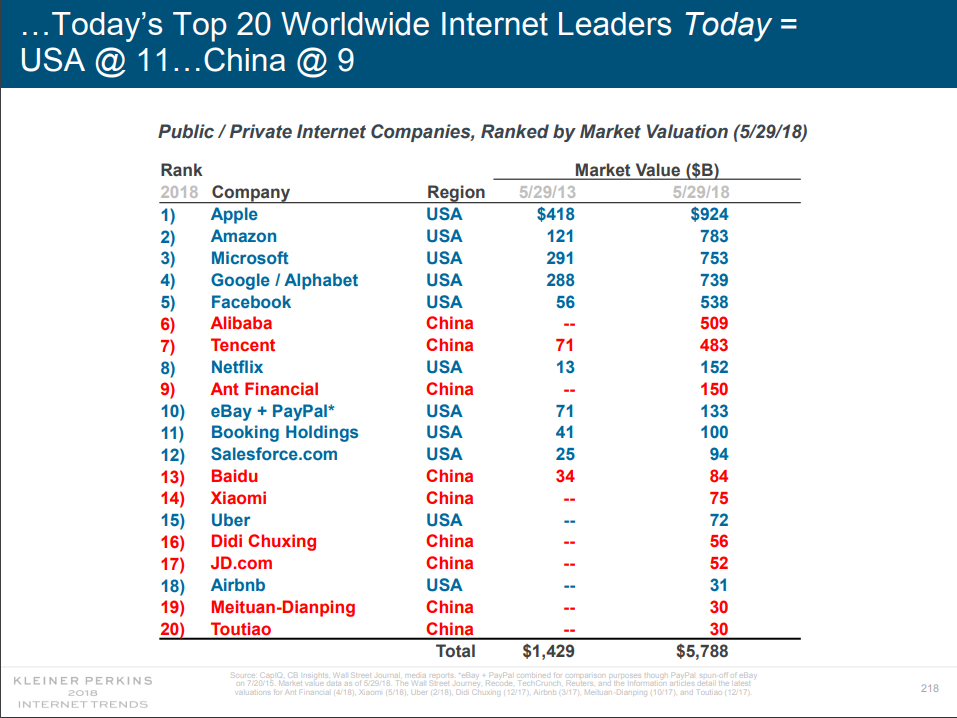 …Today's Top 20 Worldwide Internet Leaders Today =
USA @ 11…China @ 9
Public / Private Internet Companies, Ranked by Market Valuation (5/29/18)
Rank Market Value ($B)
2018 Company Region 5/29/13 5/29/18
1) Apple USA $418 $924
2) Amazon USA 121 783
3) Microsoft USA 291 753
4) Google / Alphabet USA 288 739
5) Facebook USA 56 538
6) Alibaba China -- 509
7) Tencent China 71 483
8) Netflix USA 13 152
9) Ant Financial China -- 150
10) eBay + PayPal* USA 71 133
11) Booking Holdings USA 41 100
12) Salesforce.com USA 25 94
13) Baidu China 34 84
14) Xiaomi China -- 75
15) Uber USA -- 72
16) Didi Chuxing China -- 56
17) JD.com China -- 52
18) Airbnb USA -- 31
19) Meituan-Dianping China -- 30
20) Toutiao China -- 30
Total $1,429 $5,788
KLEINER PERKINS
2018
INTERNET TRENDS
Source: CapIQ, CB Insights, Wall Street Journal, media reports. *eBay + PayPal combined for comparison purposes though PayPal spun-off of eBay
on 7/20/15. Market value data as of 5/29/18. The Wall Street Journey, Recode, TechCrunch, Reuters, and the Information articles detail the latest
valuations for Ant Financial (4/18), Xiaomi (5/18), Uber (2/18), Didi Chuxing (12/17), Airbnb (3/17), Meituan-Dianping (10/17), and Toutiao (12/17).
218